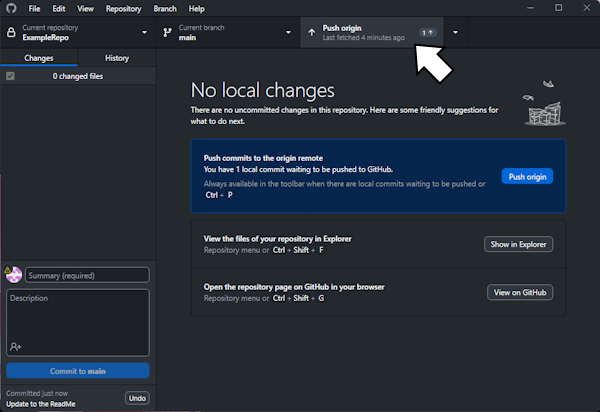 File Edit View Repository Branch Help
Current repository
ExampleRepo
Current branch
main
Push origin
Last fetched 4 minutes ago
1
Changes
History
0 changed files
No local changes
There are no uncommitted changes in this repository. Here are some friendly suggestions for
what to do next.
Push commits to the origin remote
You have 1 local commit waiting to be pushed to GitHub.
Always available in the toolbar when there are local commits waiting to be pushed or
Ctrl + P
Push origin
View the files of your repository in Explorer
Repository menu or Ctrl + Shift + F
Show in Explorer
Open the repository page on GitHub in your browser
Repository menu or Ctrl + Shift + G
View on GitHub
Summary (required)
Description
Commit to main
Committed just now
Update to the ReadMe
Undo